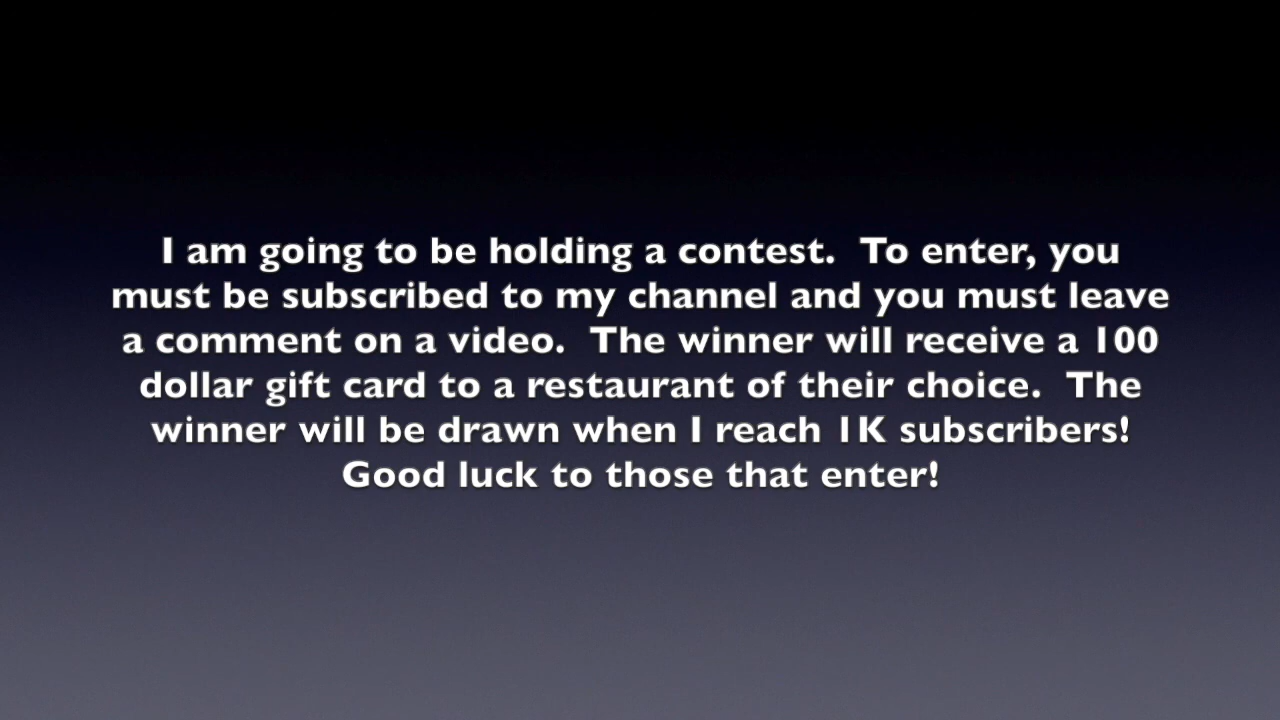 I am going to be holding a contest.  To enter, you
must be subscribed to my channel and you must leave
a comment on a video.  The winner will receive a 100
dollar gift card to a restaurant of their choice.  The
winner will be drawn when I reach 1K subscribers!
Good luck to those that enter!